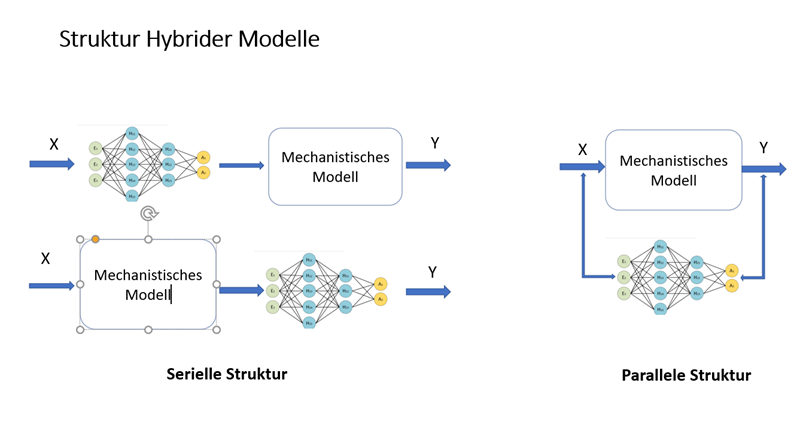 Struktur Hybrider Modelle
X
Mechanistisches
Modell
Y
X
Mechanistisches
Modell
Y
Serielle Struktur
X
Mechanistisches
Modell
Y
Parallele Struktur